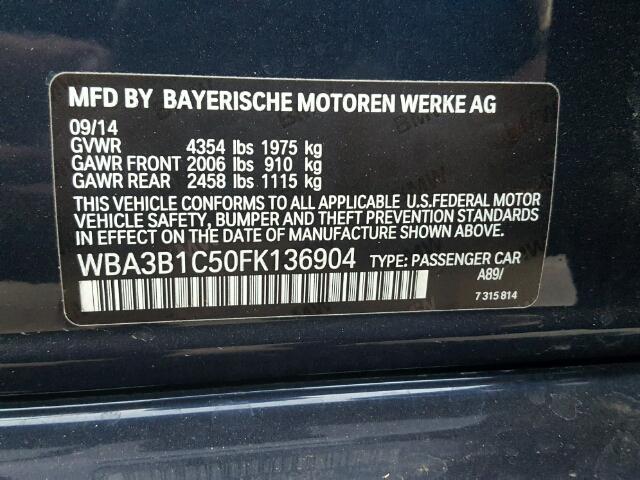 MFD BY BAYERISCHE MOTOREN WERKE AG
09/14
GVWR 4354 lbs 1975 kg
GAWR FRONT 2006 lbs 910 kg
GAWR REAR 2458 lbs 1115 kg
THIS VEHICLE CONFORMS TO ALL APPLICABLE U.S.FEDERAL MOTOR
VEHICLE SAFETY, BUMPER AND THEFT PREVENTION STANDARDS
IN EFFECT ON THE DATE OF MANUFACTURE SHOWN ABOVE.
WBA3B1C50FK136904 TYPE: PASSENGER CAR
A89/
7 315 814